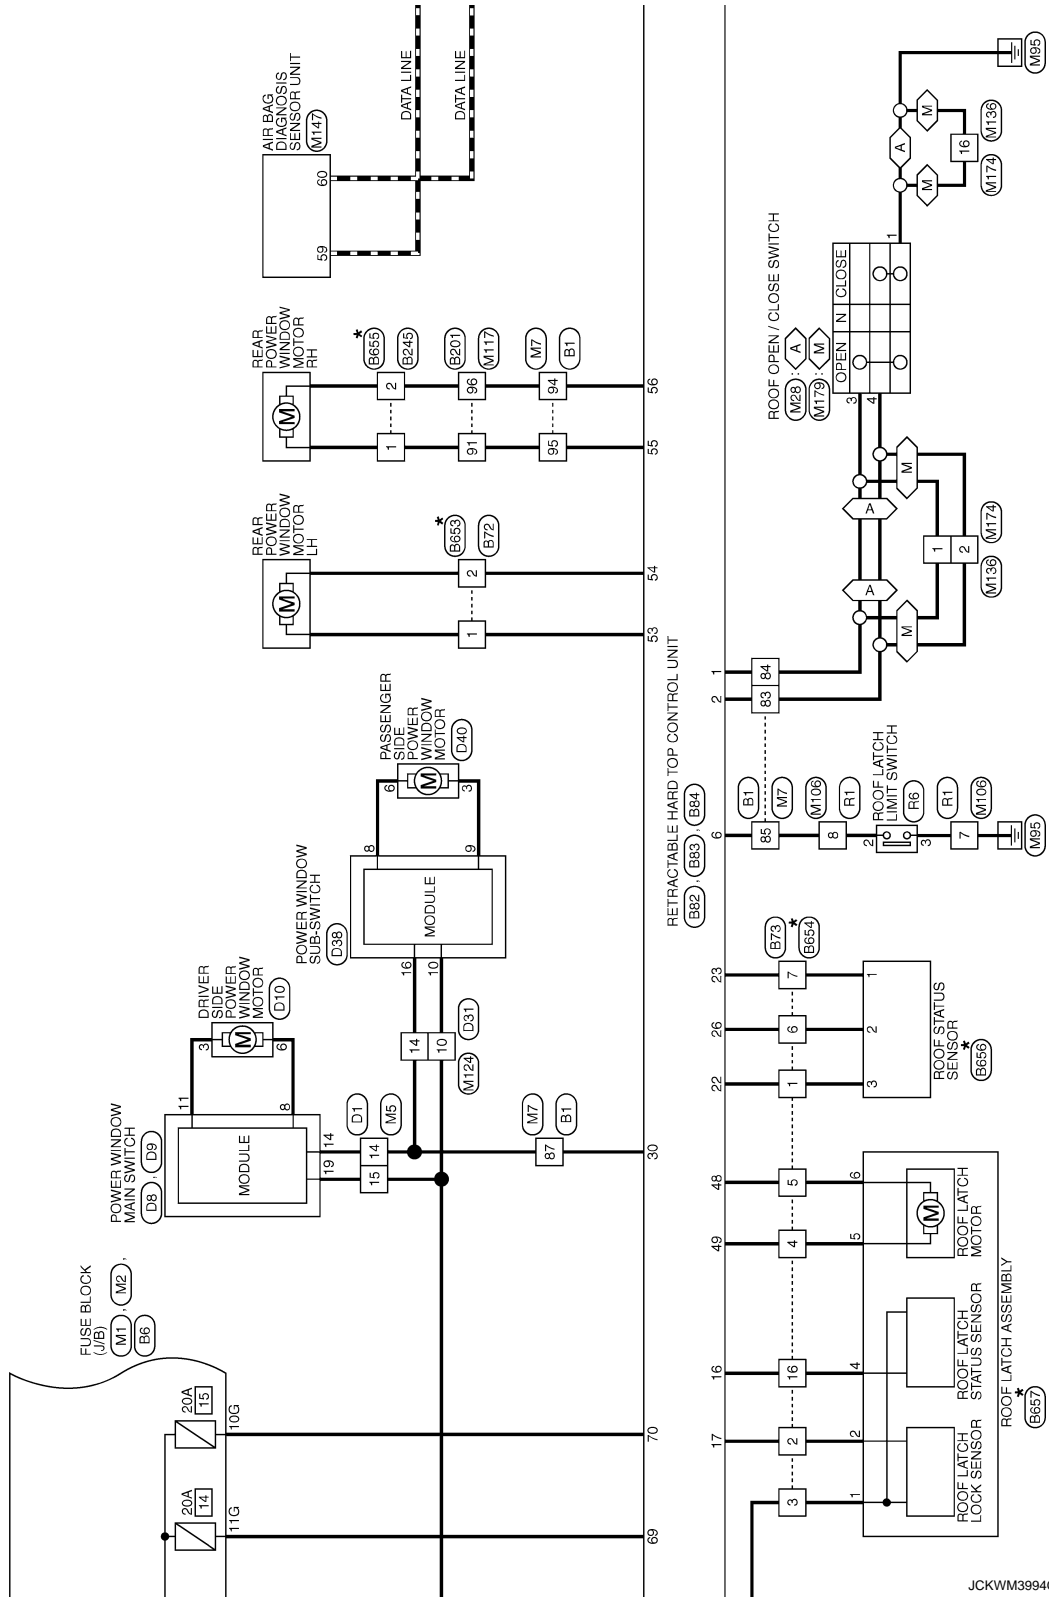 FUSE BLOCK
(J/B)
M1 , M2 ,
B6
20A
15
10G
20A
14
11G
70
69
POWER WINDOW
MAIN SWITCH
D8 , D9
MODULE
11
8
14
19
DRIVER
SIDE
POWER
WINDOW
MOTOR
D10
3
M
6
D1
M5
14
15
POWER WINDOW
SUB-SWITCH
D38
MODULE
8
9
16
10
PASSENGER
SIDE
POWER
WINDOW
MOTOR
D40
6
M
3
14
10
D31
M124
M7
B1
87
30
REAR
POWER
WINDOW
MOTOR
LH
M
1
2
*
B653
B72
53
54
REAR
POWER
WINDOW
MOTOR
RH
M
1
2
*
B655
B245
91
96
B201
M117
95
94
M7
B1
55
56
AIR BAG
DIAGNOSIS
SENSOR UNIT
M147
59
60
DATA LINE
DATA LINE
RETRACTABLE HARD TOP CONTROL UNIT
B82 , B83 , B84
17
16
49
48
22
26
23
6
2
1
3
2
16
4
5
1
6
7
B73
*
B654
1
2
4
5
6
ROOF LATCH
LOCK SENSOR
ROOF LATCH
STATUS SENSOR
M
ROOF LATCH
MOTOR
ROOF LATCH ASSEMBLY
*
B657
3
2
1
ROOF STATUS
SENSOR
*
B656
85
B1
M7
8
M106
R1
2
3
ROOF LATCH
LIMIT SWITCH
R6
7
R1
M106
M95
83
84
A
A
M
M
1
2
M136
M174
ROOF OPEN / CLOSE SWITCH
M28 : A
M179 : M
OPEN
N
CLOSE
3
4
1
A
M
M
16
M174
M136
M95